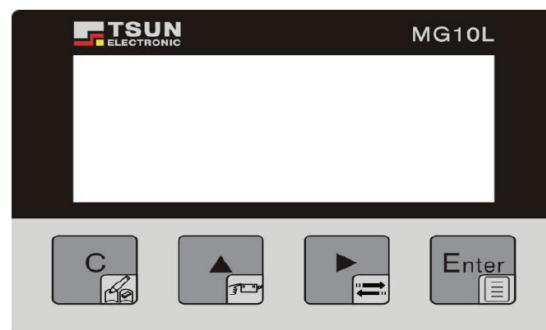 TSUN
ELECTRONIC
MG10L
C
Enter